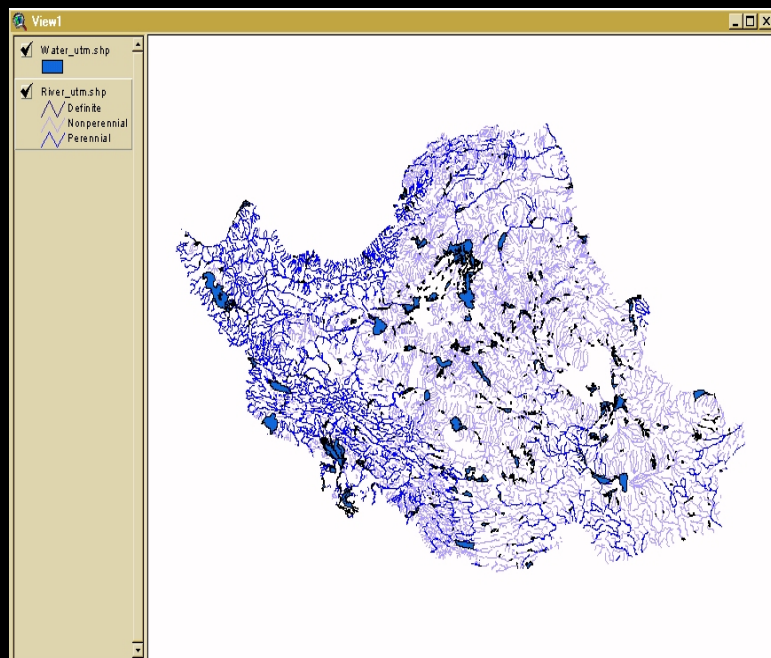 View1
Water_utm.shp
River_utm.shp
Definite
Nonperennial
Perennial